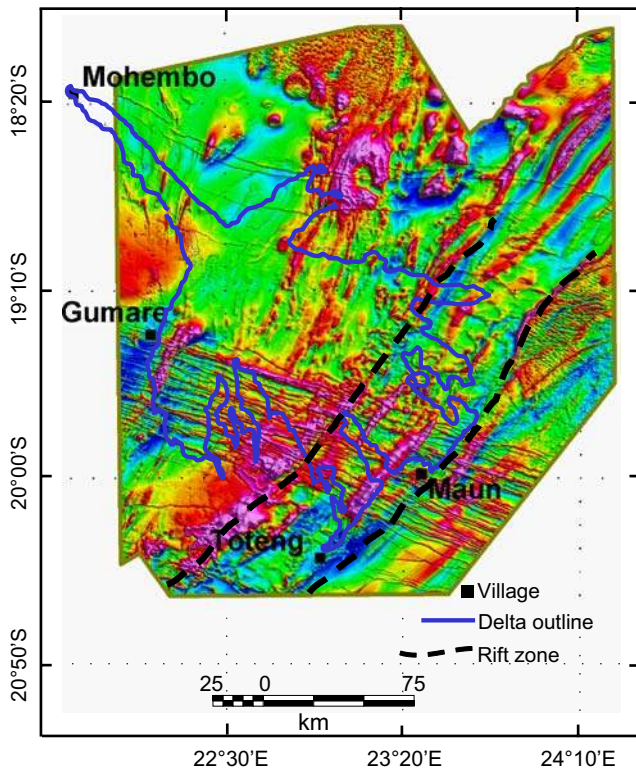 18°20'S
Mohembo
19°10'S
Gumare
20°00'S
Maun
Toteng
Village
Delta outline
Rift zone
20°50'S
25 0 75
km
22°30'E 23°20'E 24°10'E